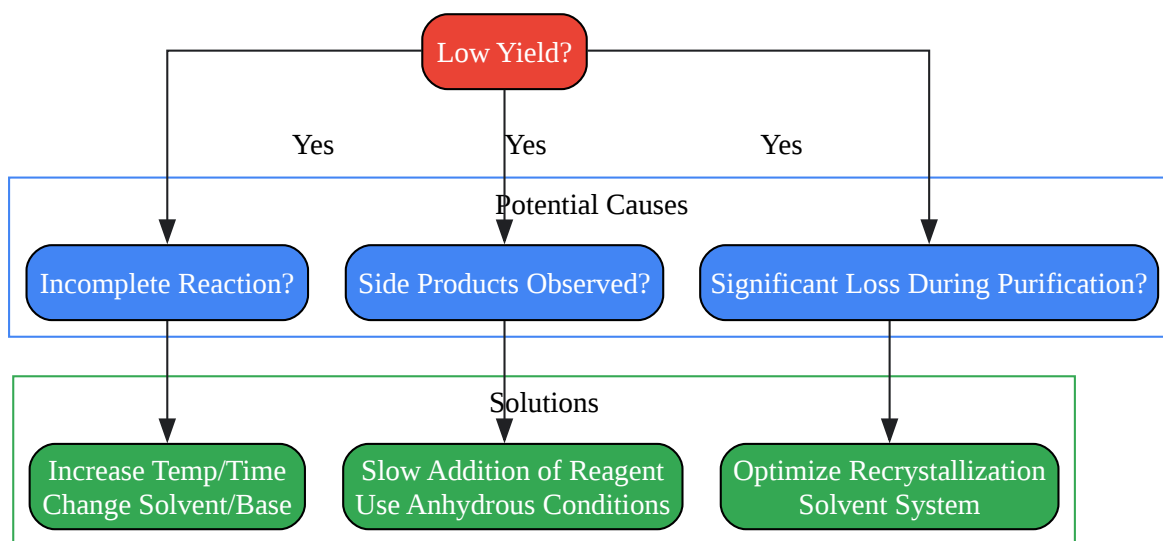 Low Yield?
Yes
Yes
Yes
Potential Causes
Incomplete Reaction?
Side Products Observed?
Significant Loss During Purification?
Solutions
Increase Temp/Time
Change Solvent/Base
Slow Addition of Reagent
Use Anhydrous Conditions
Optimize Recrystallization
Solvent System